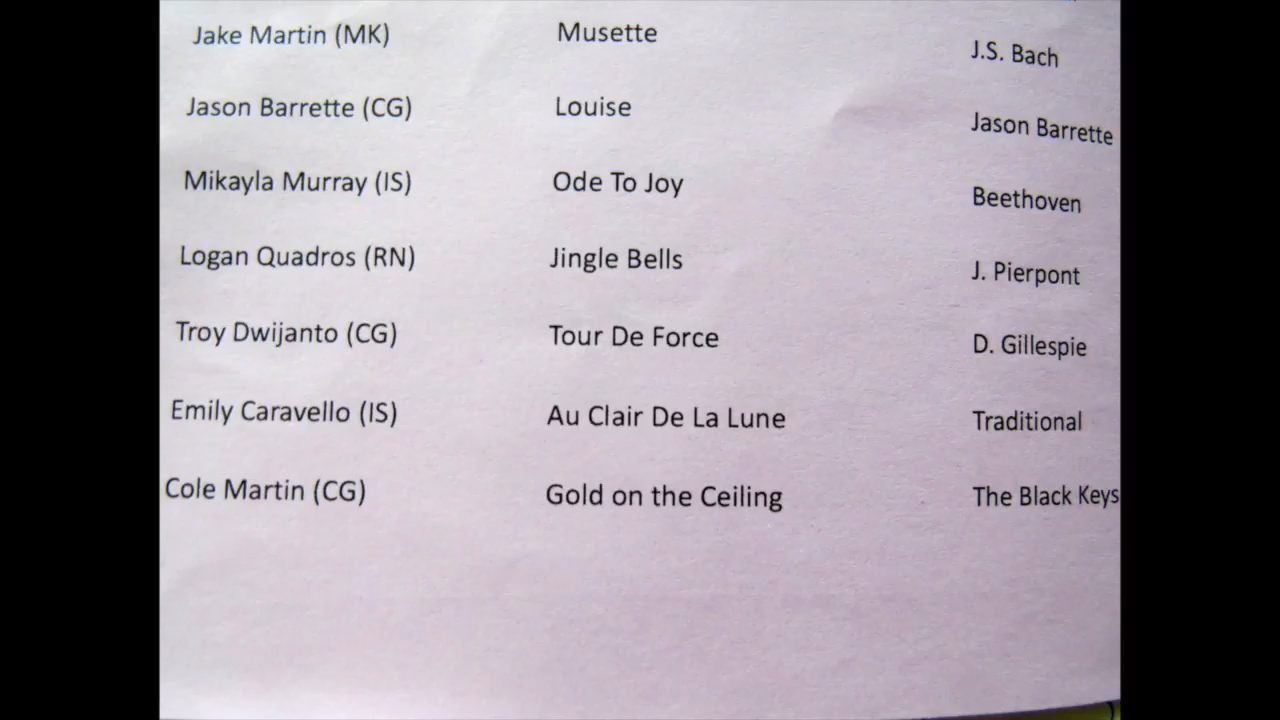 Jake Martin (MK) Musette J.S. Bach
Jason Barrette (CG) Louise Jason Barrette
Mikayla Murray (IS) Ode To Joy Beethoven
Logan Quadros (RN) Jingle Bells J. Pierpont
Troy Dwijanto (CG) Tour De Force D. Gillespie
Emily Caravello (IS) Au Clair De La Lune Traditional
Cole Martin (CG) Gold on the Ceiling The Black Keys